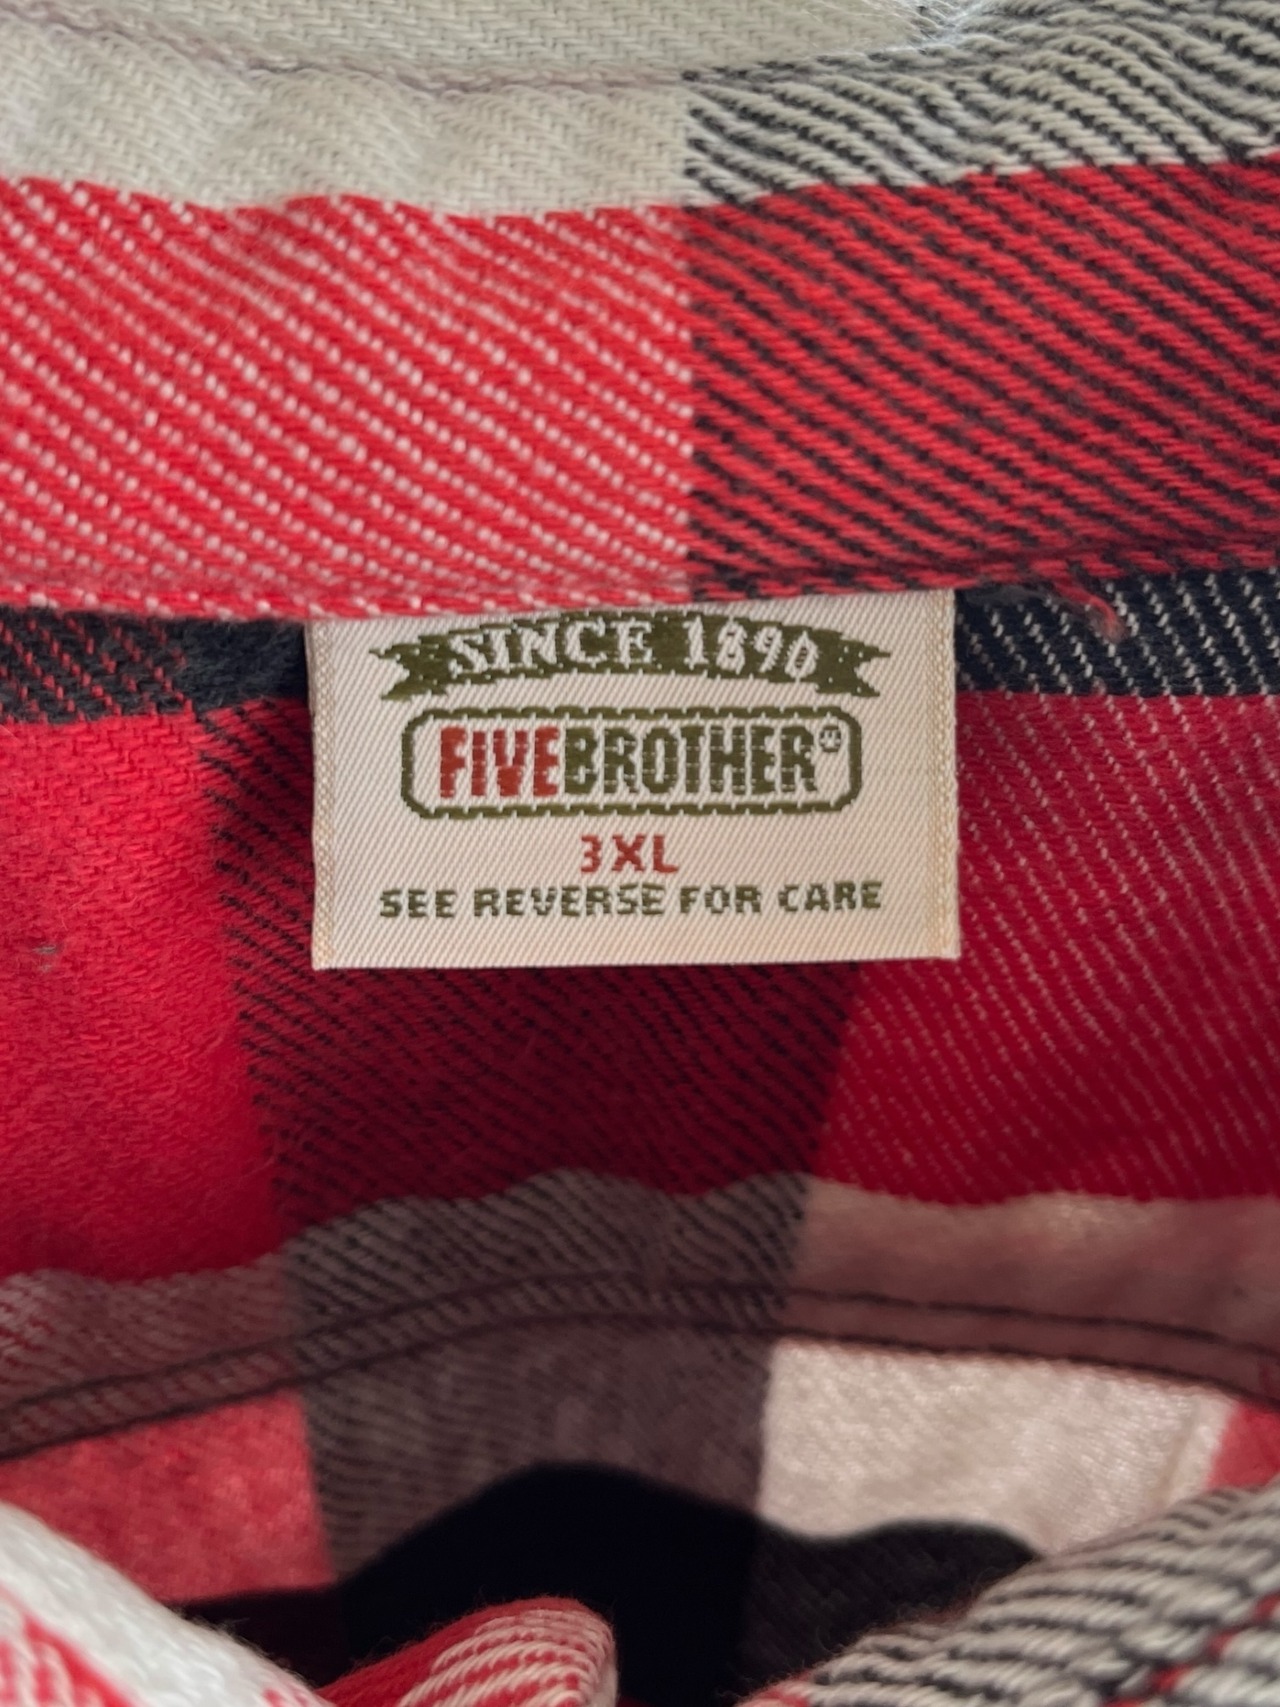 SINCE 1890
FIVEBROTHER®
3XL
SEE REVERSE FOR CARE